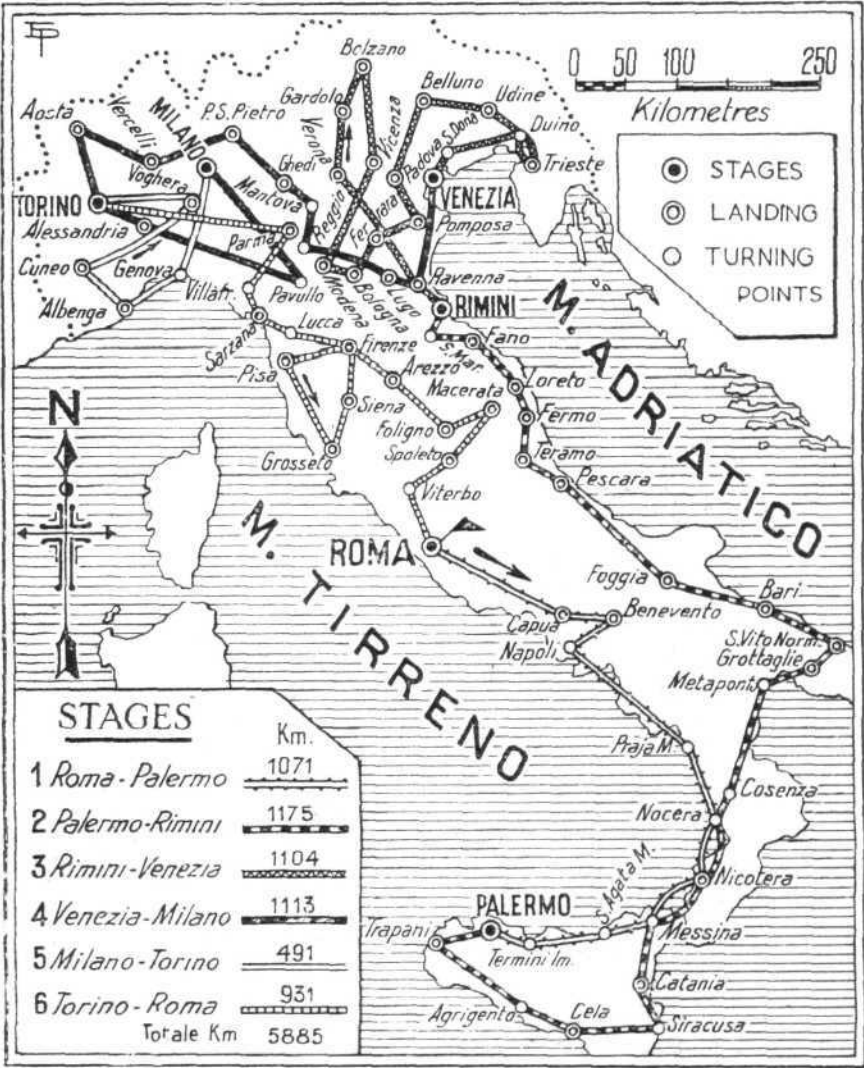 FP
Bolzano
0 50 100 250
Kilometres
Gardolo
Belluno
Udine
Duino
Trieste
Aosta
Vercelli
MILANO
P.S.Pietro
Verona
Vicenza
Padova
S.Dona
VENEZIA
STAGES
LANDING
TURNING
POINTS
Voghera
Ghedi
Mantova
TORINO
Alessandria
Parma
Reggio
Ferrara
Pomposa
Cuneo
Genova
Villafr.
Pavullo
Modena
Bologna
Lugo
Ravenna
RIMINI
Albenga
Sarzana
Lucca
Firenze
S.Mar.
Fano
M. ADRIATICO
Pisa
Arezzo
Macerata
Loreto
N
Siena
Foligno
Fermo
Grosseto
Spoleto
Teramo
Viterbo
Pescara
M. TIRRENO
ROMA
Foggia
Bari
Capua
Benevento
Napoli
S.Vito Norm.
Grottaglie
Metapont.
Praja M.
Cosenza
Nocera
Nicotera
S.Agata M.
PALERMO
Trapani
Termini Im.
Messina
Catania
Agrigento
Cela
Siracusa
STAGES
Km.
1 Roma-Palermo 1071
2 Palermo-Rimini 1175
3 Rimini-Venezia 1104
4 Venezia-Milano 1113
5 Milano-Torino 491
6 Torino-Roma 931
Totale Km 5885